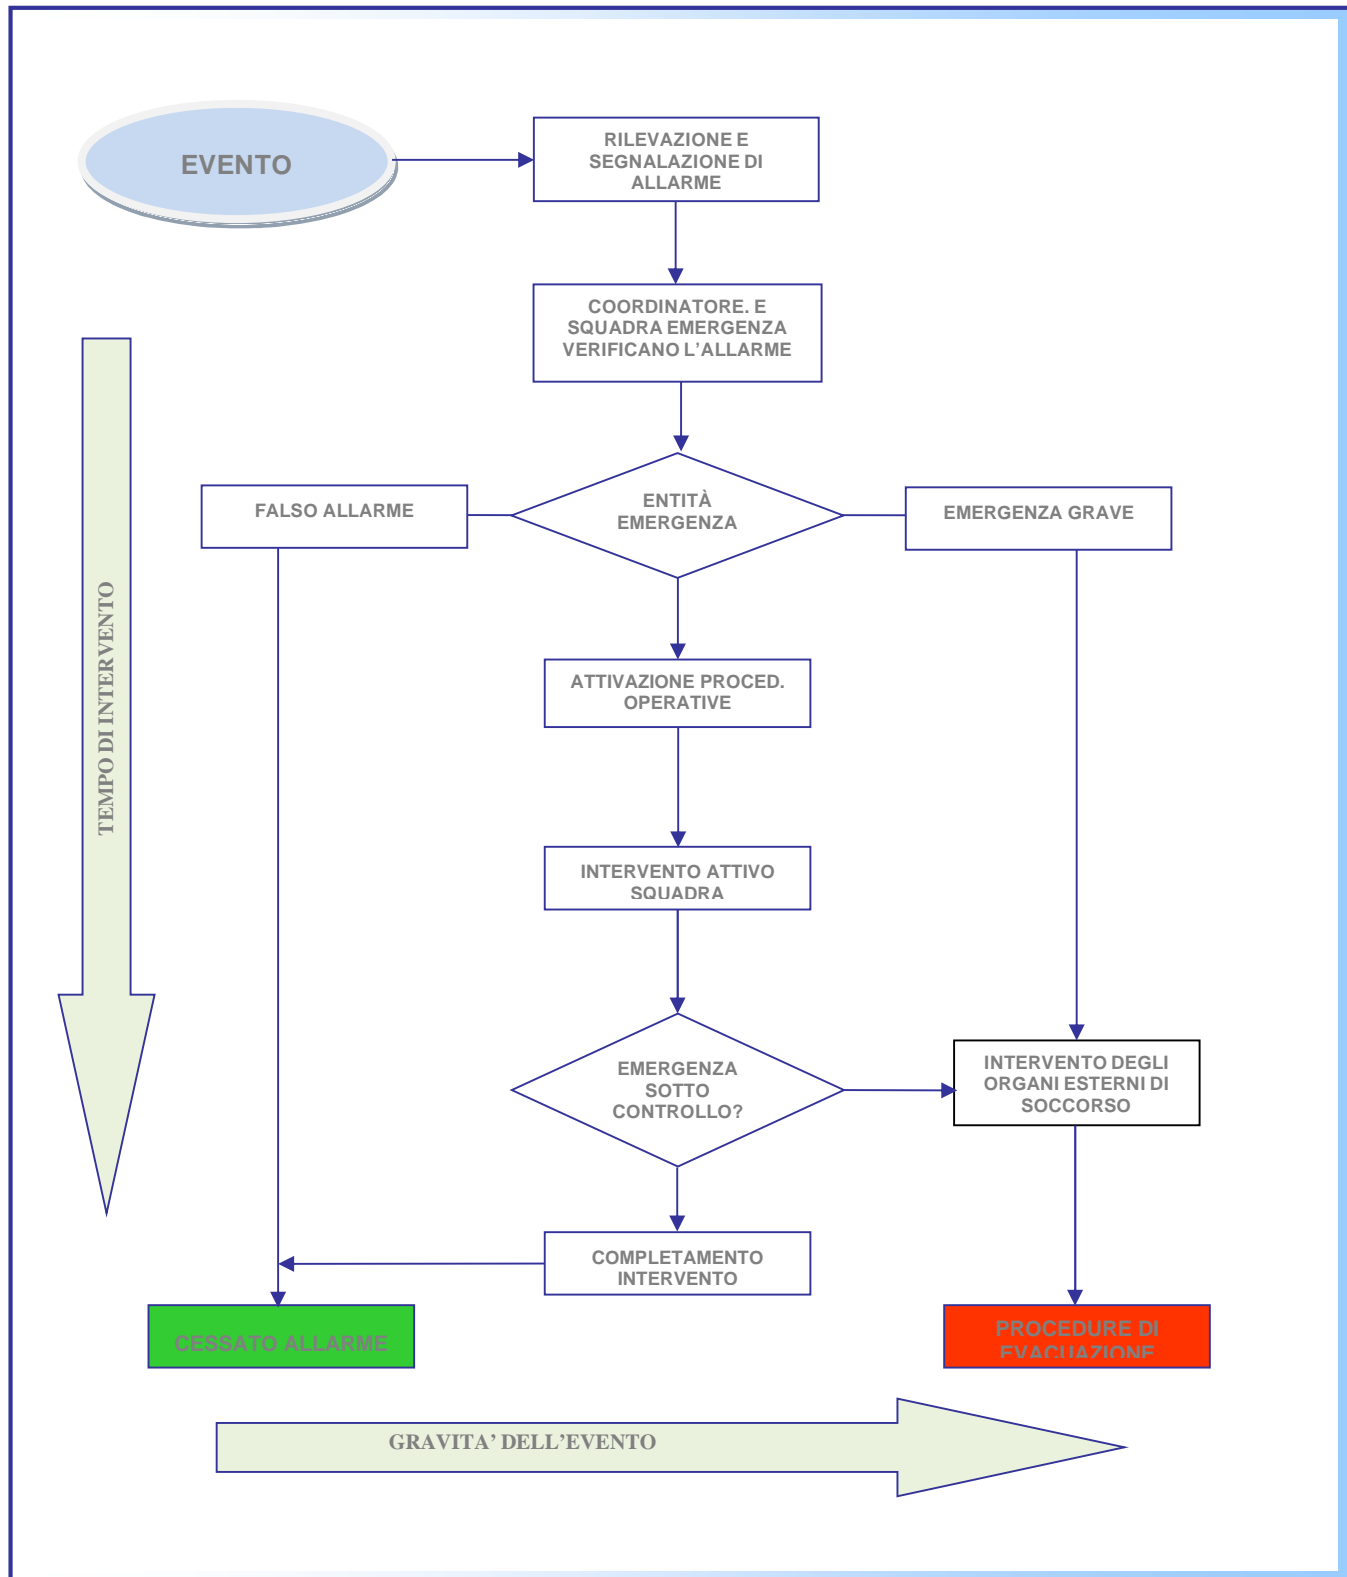 EVENTO
RILEVAZIONE E
SEGNALAZIONE DI
ALLARME
COORDINATORE. E
SQUADRA EMERGENZA
VERIFICANO L’ALLARME
FALSO ALLARME
ENTITÀ
EMERGENZA
EMERGENZA GRAVE
TEMPO DI INTERVENTO
ATTIVAZIONE PROCED.
OPERATIVE
INTERVENTO ATTIVO
SQUADRA
EMERGENZA
SOTTO
CONTROLLO?
INTERVENTO DEGLI
ORGANI ESTERNI DI
SOCCORSO
COMPLETAMENTO
INTERVENTO
CESSATO ALLARME
PROCEDURE DI
EVACUAZIONE
GRAVITA’ DELL’EVENTO